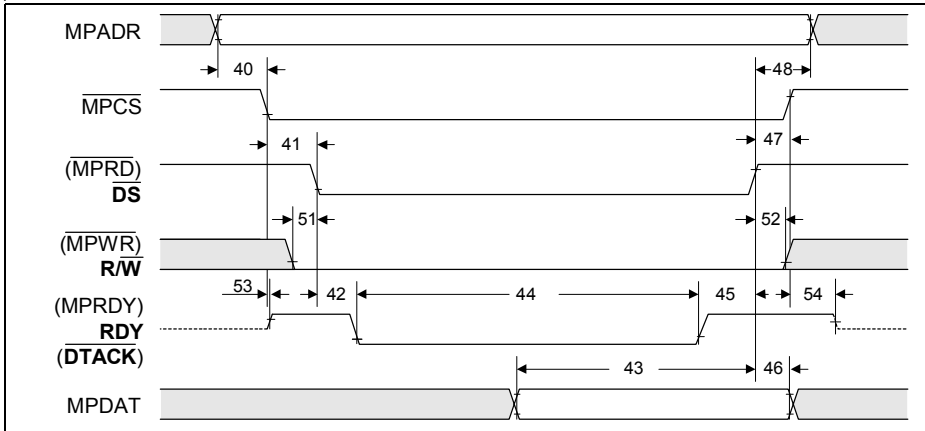 MPADR
40
48
MPCS
41
47
(MPRD)
DS
51
52
(MPWR)
R/W
53
42
44
45
54
(MPRDY)
RDY
(DTACK)
43
46
MPDAT